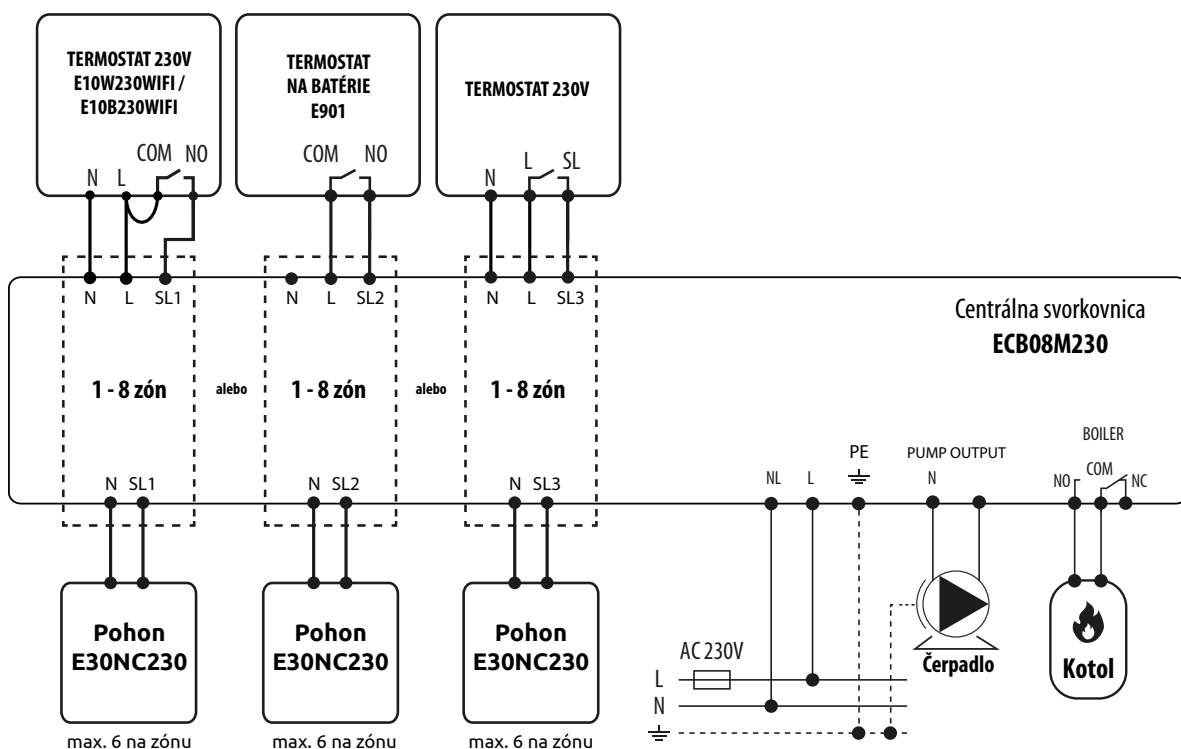 TERMOSTAT 230V
E10W230WIFI /
E10B230WIFI
N L COM NO
TERMOSTAT
NA BATÉRIE
E901
COM NO
TERMOSTAT 230V
N L SL
N L SL1
N L SL2
N L SL3
Centrálna svorkovnica
ECB08M230
1 - 8 zón
alebo
1 - 8 zón
alebo
1 - 8 zón
N SL1
N SL2
N SL3
NL L PE
PUMP OUTPUT
N
BOILER
NO COM NC
Pohon
E30NC230
max. 6 na zónu
Pohon
E30NC230
max. 6 na zónu
Pohon
E30NC230
max. 6 na zónu
AC 230V
L
N
Čerpadlo
Kotol